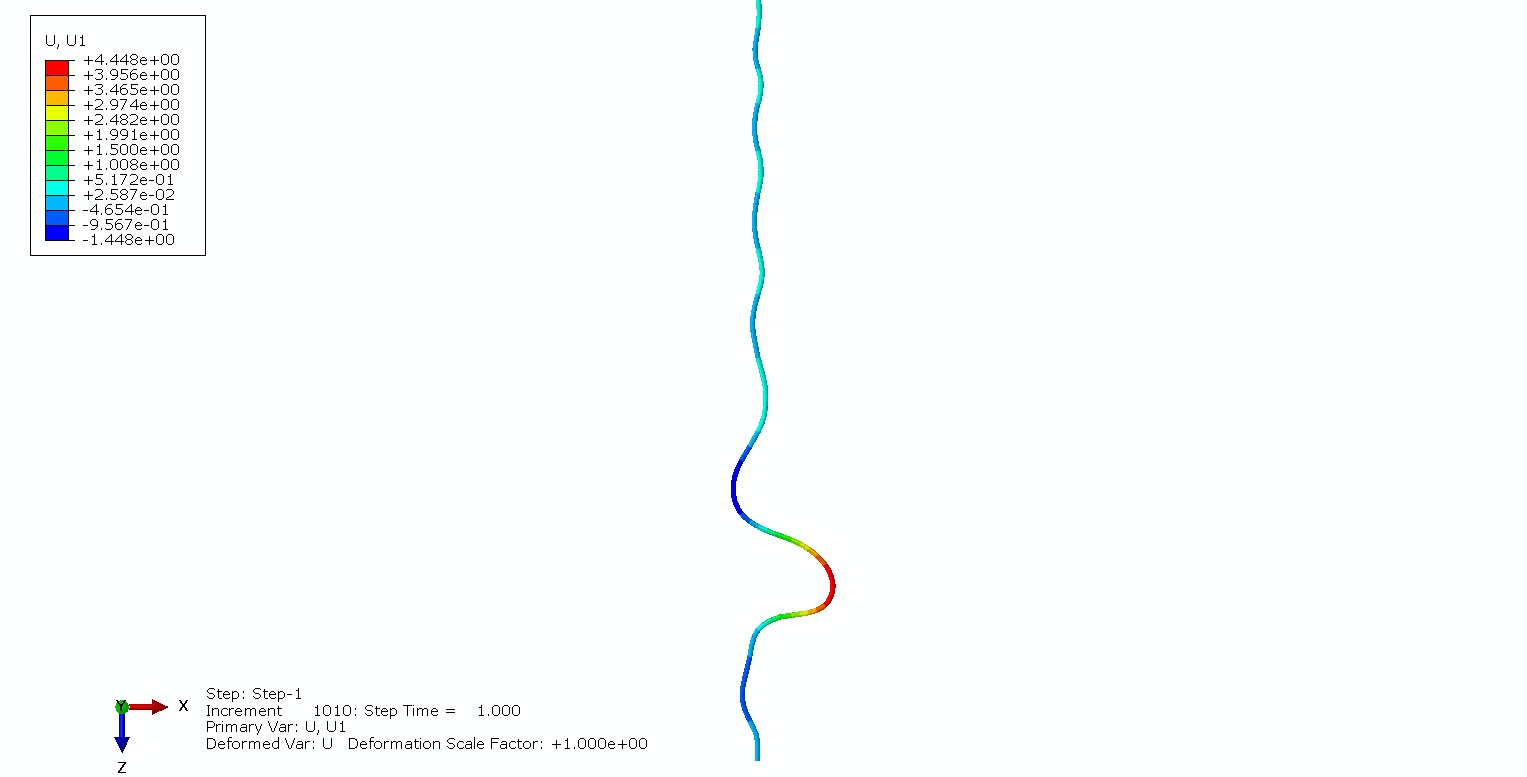 U, U1
+4.448e+00
+3.956e+00
+3.465e+00
+2.974e+00
+2.482e+00
+1.991e+00
+1.500e+00
+1.008e+00
+5.172e-01
+2.587e-02
-4.654e-01
-9.567e-01
-1.448e+00
Y
X
Z
Step: Step-1
Increment 1010: Step Time = 1.000
Primary Var: U, U1
Deformed Var: U Deformation Scale Factor: +1.000e+00